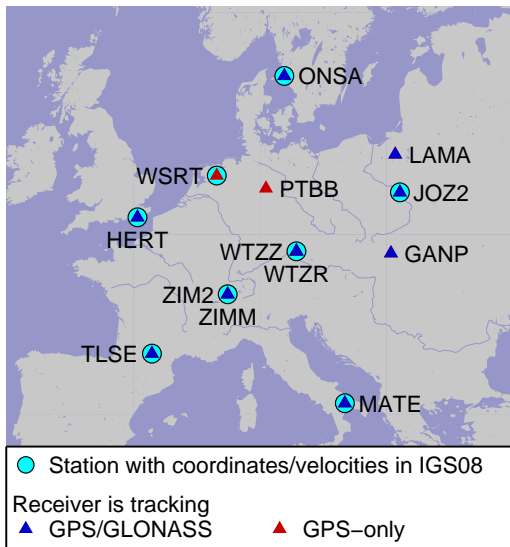 ONSA
LAMA
WSRT
PTBB
JOZ2
HERT
WTZZ
WTZR
GANP
ZIM2
ZIMM
TLSE
MATE
Station with coordinates/velocities in IGS08
Receiver is tracking
GPS/GLONASS GPS−only